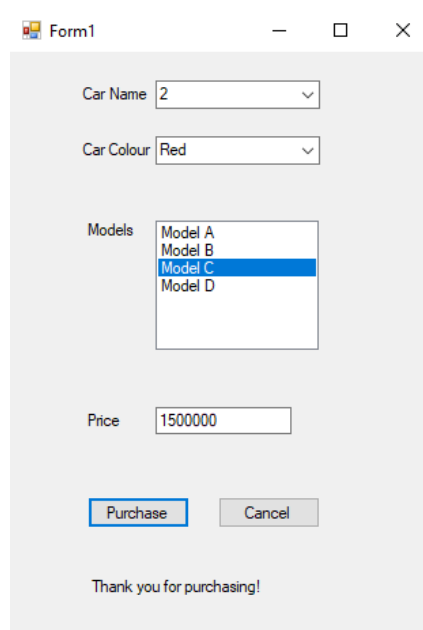 Form1
Car Name 2
Car Colour Red
Models
Model A
Model B
Model C
Model D
Price 1500000
Purchase Cancel
Thank you for purchasing!